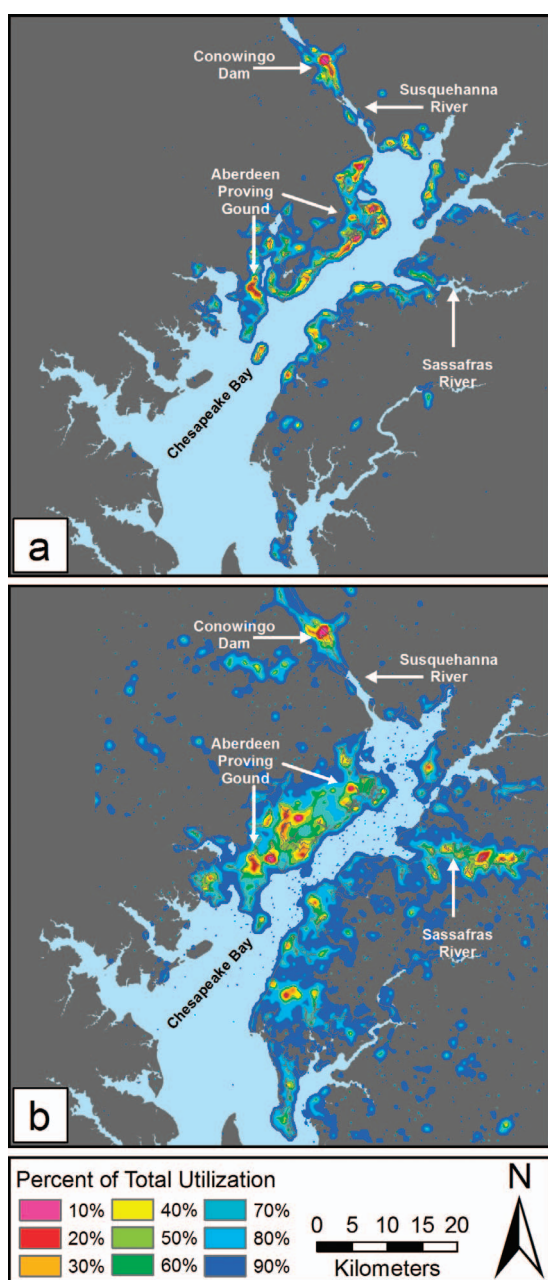 Conowingo
Dam
Susquehanna
River
Aberdeen
Proving
Gound
Sassafras
River
Chesapeake Bay
a
Conowingo
Dam
Susquehanna
River
Aberdeen
Proving
Gound
Sassafras
River
Chesapeake Bay
b
Percent of Total Utilization
10% 40% 70%
20% 50% 80%
30% 60% 90%
N
0 5 10 15 20
Kilometers